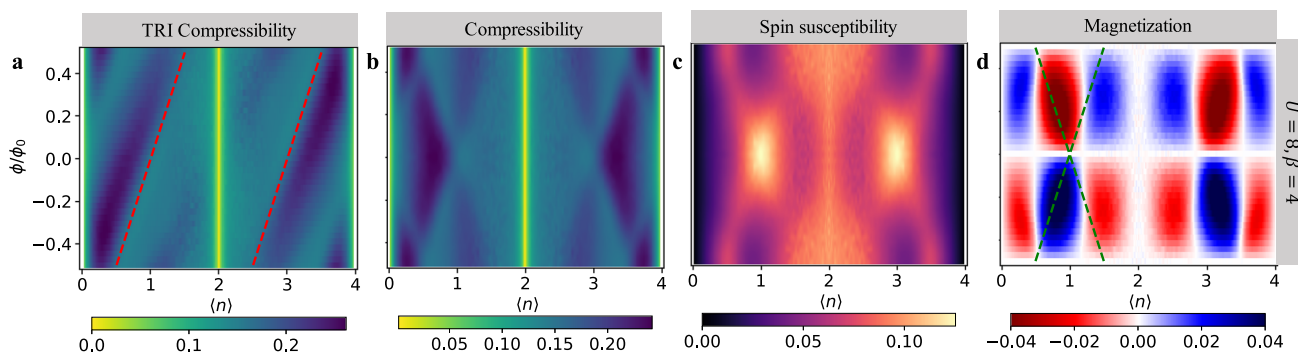 TRI Compressibility
Compressibility
Spin susceptibility
Magnetization
a
b
c
d
ϕ/ϕ₀
0.4
0.2
0.0
−0.2
−0.4
0 1 2 3 4
⟨n⟩
0 1 2 3 4
⟨n⟩
0 1 2 3 4
⟨n⟩
0 1 2 3 4
⟨n⟩
U = 8, β = 4
0.0 0.1 0.2
0.05 0.10 0.15 0.20
0.00 0.05 0.10
−0.04 −0.02 0.00 0.02 0.04